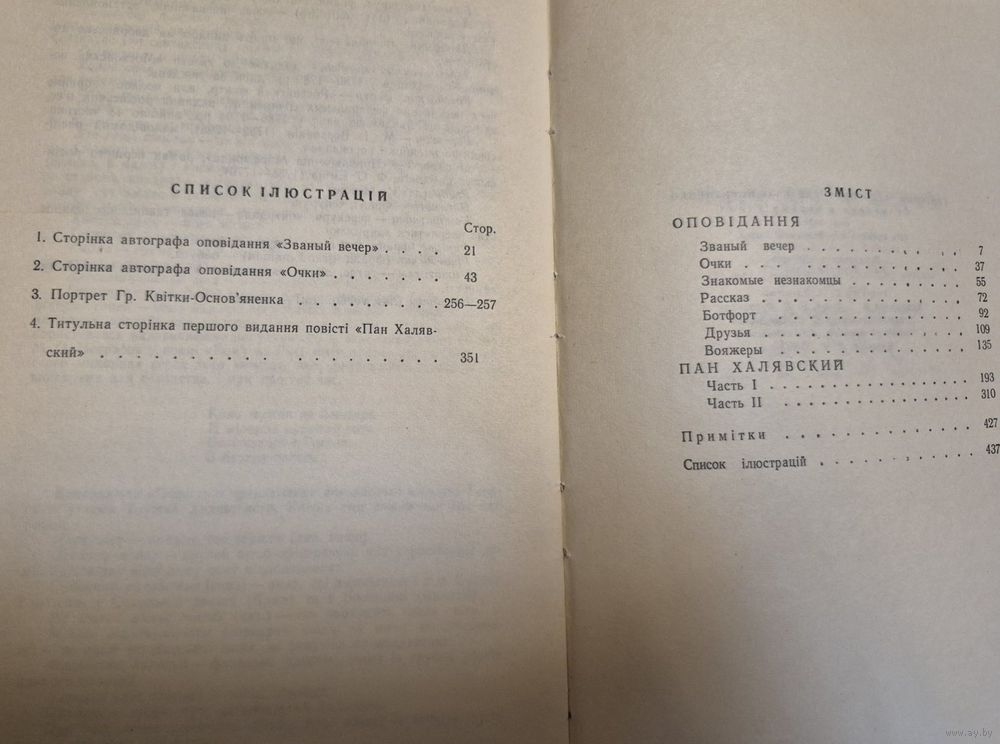 СПИСОК ІЛЮСТРАЦІЙ
Стор.
1. Сторінка автографа оповідання «Званый вечер» . . . . 21
2. Сторінка автографа оповідання «Очки» . . . . . . 43
3. Портрет Гр. Квітки-Основ'яненка . . . . . . . . 256—257
4. Титульна сторінка першого видання повісті «Пан Халяв-
ский» . . . . . . . . . . . . . . . . 351
ЗМІСТ
ОПОВІДАННЯ
Званый вечер . . . . . . . . . . 7
Очки . . . . . . . . . . . . . 37
Знакомые незнакомцы . . . . . . . . 55
Рассказ . . . . . . . . . . . . 72
Ботфорт . . . . . . . . . . . . 92
Друзья . . . . . . . . . . . . 109
Вояжеры . . . . . . . . . . . . 135
ПАН ХАЛЯВСКИЙ
Часть I . . . . . . . . . . . . 193
Часть II . . . . . . . . . . . . 310
Примітки . . . . . . . . . . . . 427
Список ілюстрацій . . . . . . . . . . 437
www.ay.by